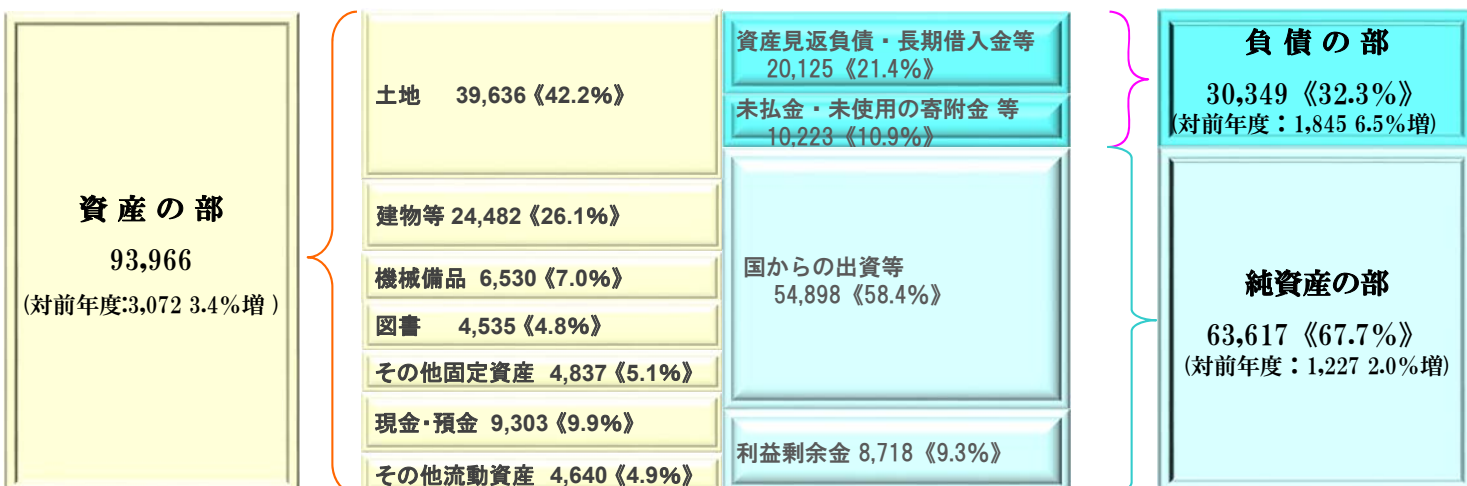 資 産 の 部
93,966
(対前年度:3,072 3.4%増 )
土地 39,636 《42.2%》
建物等 24,482 《26.1%》
機械備品 6,530 《7.0%》
図書 4,535 《4.8%》
その他固定資産 4,837 《5.1%》
現金・預金 9,303 《9.9%》
その他流動資産 4,640 《4.9%》
資産見返負債・長期借入金等
20,125 《21.4%》
未払金・未使用の寄附金 等
10,223 《10.9%》
国からの出資等
54,898 《58.4%》
利益剰余金 8,718 《9.3%》
負 債 の 部
30,349 《32.3%》
(対前年度：1,845 6.5%増)
純資産の部
63,617 《67.7%》
(対前年度：1,227 2.0%増)